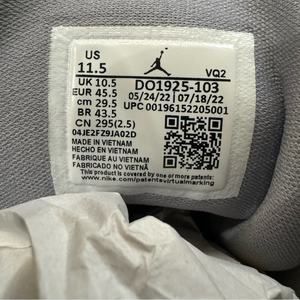 US
11.5
VQ2
UK 10.5
EUR 45.5
cm 29.5
BR 43.5
CN 295(2.5)
DO1925-103
05/24/22 07/18/22
UPC 00196152205001
04JE2FZ9JA02D
MADE IN VIETNAM
HECHO EN VIETNAM
FABRIQUE AU VIETNAM
FABRICADO NO VIETNÃ
This product is covered by one or more patents. See
www.nike.com/patentsvirtualmarking